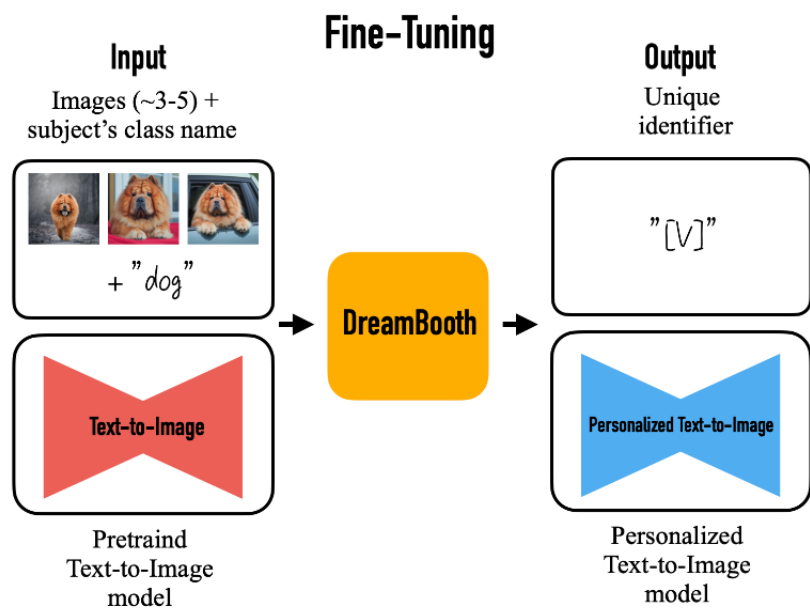 Fine-Tuning
Input
Images (~3-5) +
subject's class name
+ "dog"
Text-to-Image
Pretraind
Text-to-Image
model
DreamBooth
Output
Unique
identifier
"[V]"
Personalized Text-to-Image
Personalized
Text-to-Image
model